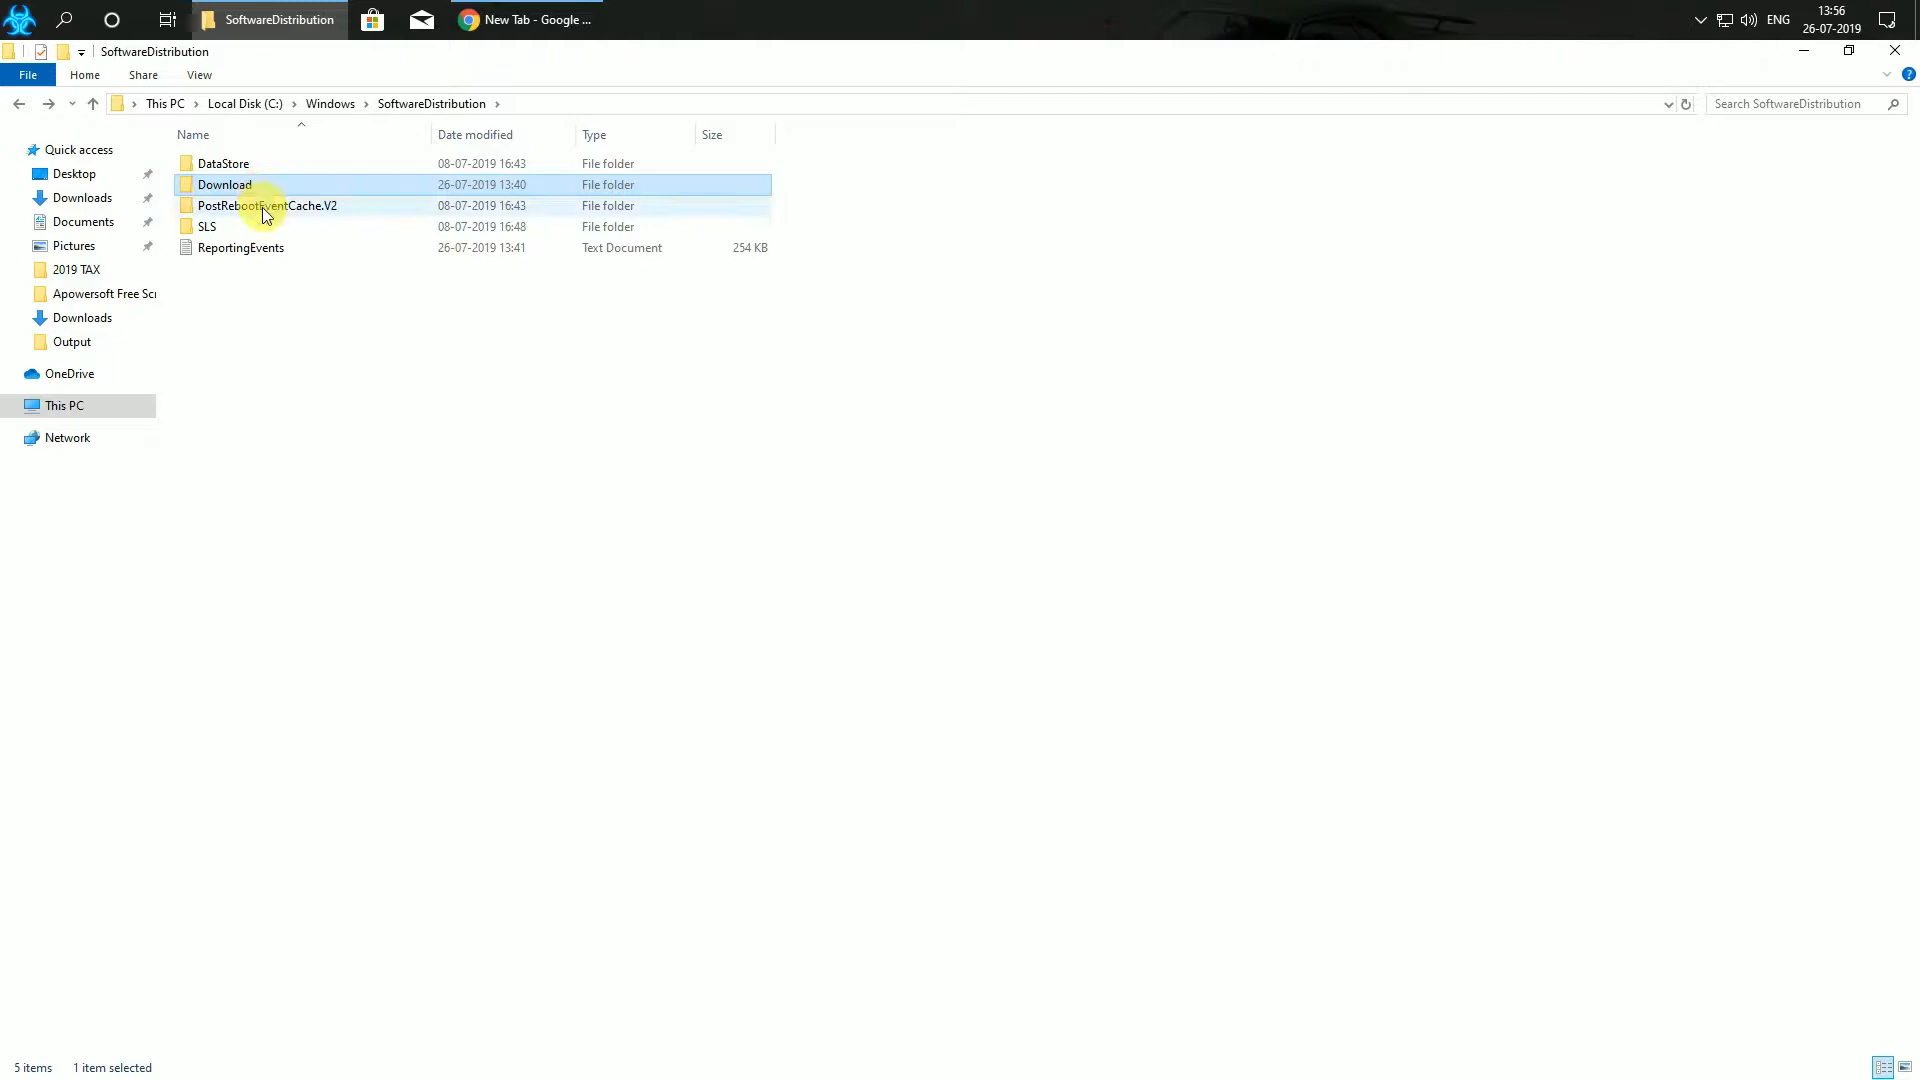 SoftwareDistribution
New Tab - Google ...
ENG
13:56
26-07-2019
SoftwareDistribution
File
Home
Share
View
This PC
Local Disk (C:)
Windows
SoftwareDistribution
Search SoftwareDistribution
Name
Date modified
Type
Size
DataStore 08-07-2019 16:43 File folder
Download 26-07-2019 13:40 File folder
PostRebootEventCache.V2 08-07-2019 16:43 File folder
SLS 08-07-2019 16:48 File folder
ReportingEvents 26-07-2019 13:41 Text Document 254 KB
Quick access
Desktop
Downloads
Documents
Pictures
2019 TAX
Apowersoft Free Scr
Downloads
Output
OneDrive
This PC
Network
5 items
1 item selected